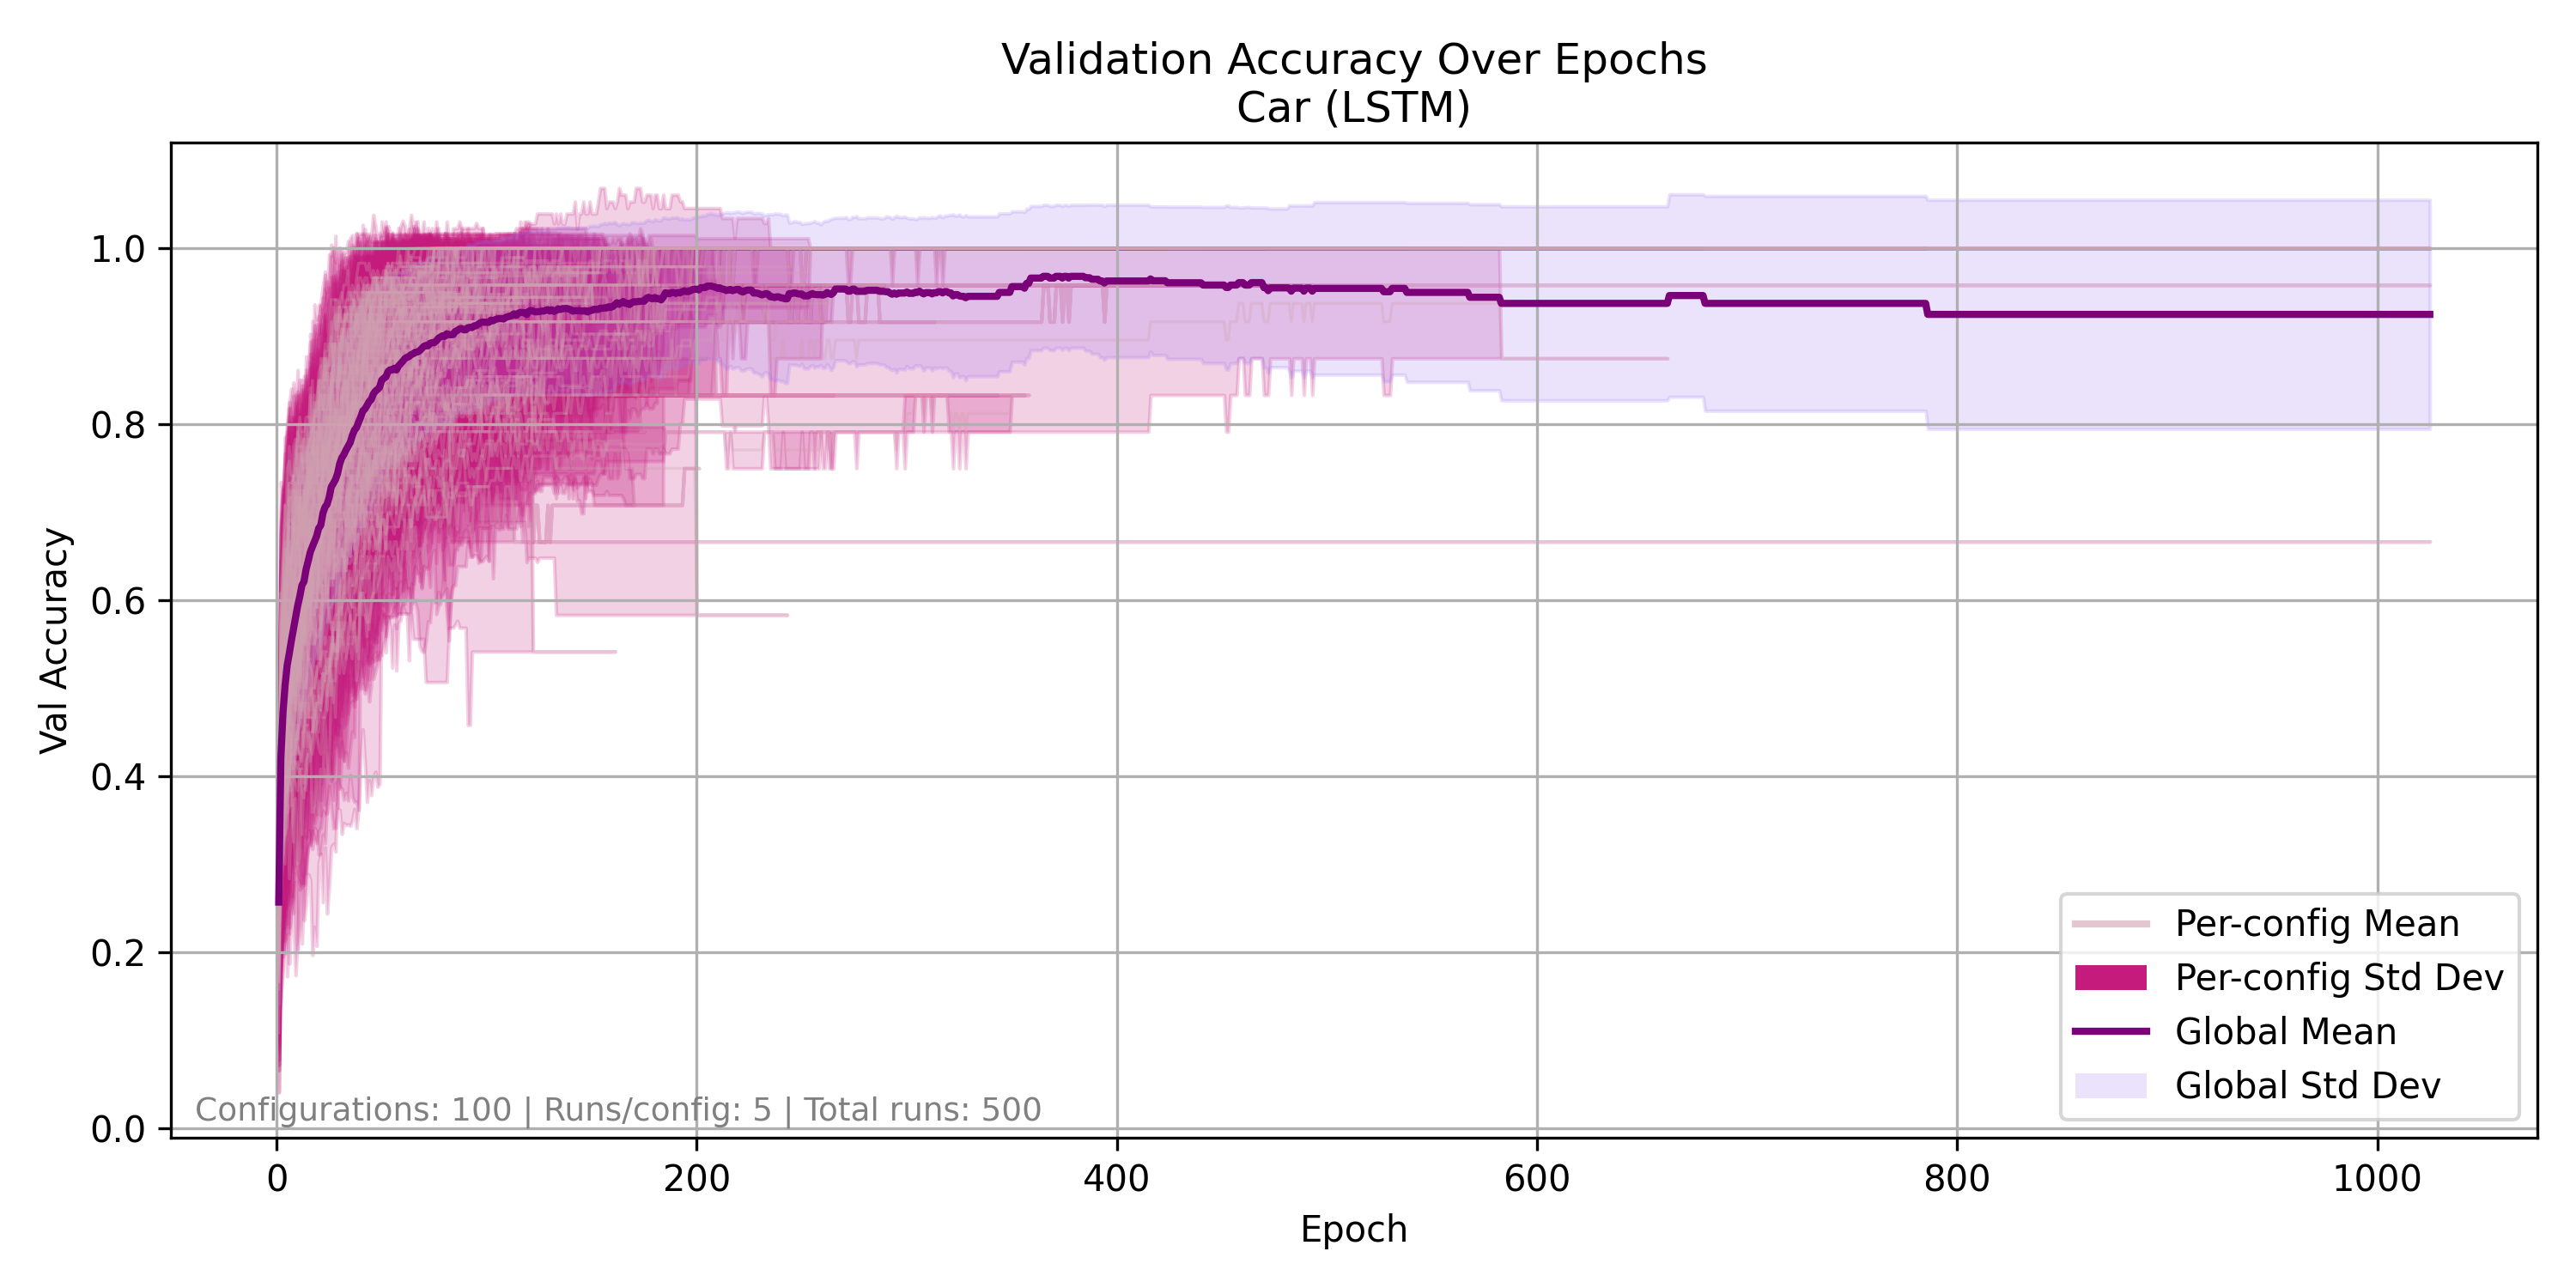 Validation Accuracy Over Epochs
Car (LSTM)
Val Accuracy
1.0
0.8
0.6
0.4
0.2
0.0
Configurations: 100 | Runs/config: 5 | Total runs: 500
Per-config Mean
Per-config Std Dev
Global Mean
Global Std Dev
0 200 400 600 800 1000
Epoch